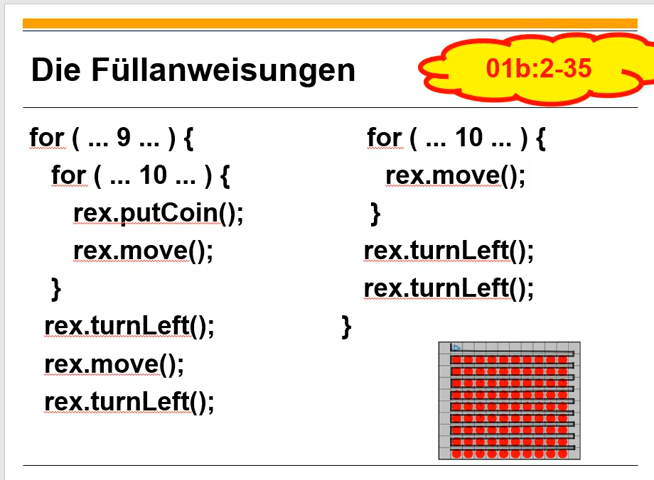 Die Füllanweisungen
01b:2-35
for ( ... 9 ... ) {
for ( ... 10 ... ) {
rex.putCoin();
rex.move();
}
rex.turnLeft();
rex.move();
rex.turnLeft();
for ( ... 10 ... ) {
rex.move();
}
rex.turnLeft();
rex.turnLeft();
}